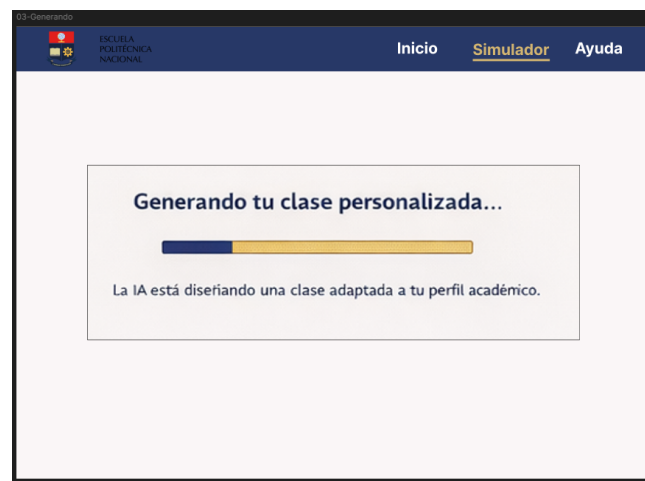 03-Generando
ESCUELA
POLITÉCNICA
NACIONAL
Inicio Simulador Ayuda
Generando tu clase personalizada...
La IA está diseñando una clase adaptada a tu perfil académico.